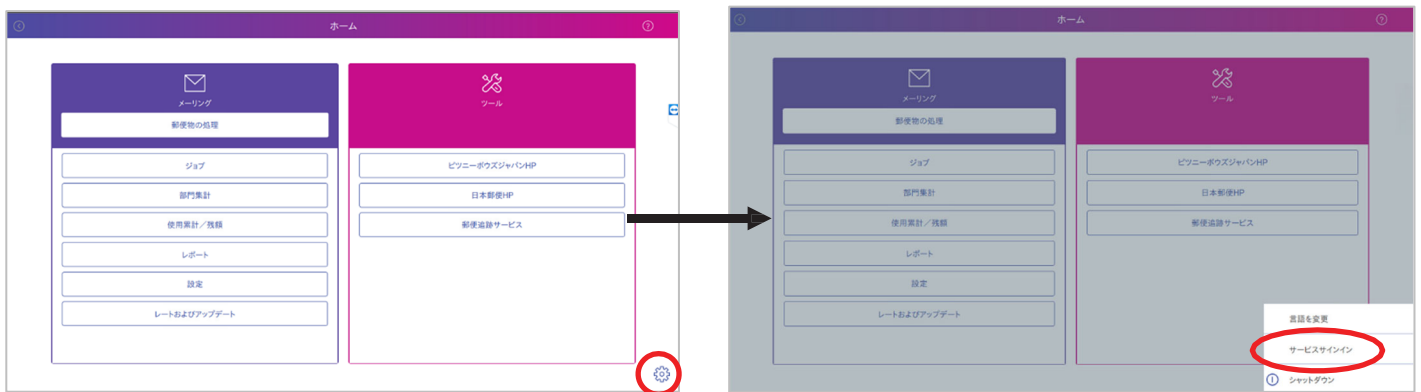 ホーム
メーリング
郵便物の処理
ジョブ
部門集計
使用累計／残額
レポート
設定
レートおよびアップデート
ツール
ピツニーボウズジャパンHP
日本郵便HP
郵便追跡サービス
ホーム
メーリング
郵便物の処理
ジョブ
部門集計
使用累計／残額
レポート
設定
レートおよびアップデート
ツール
ピツニーボウズジャパンHP
日本郵便HP
郵便追跡サービス
言語を変更
サービスサインイン
シャットダウン